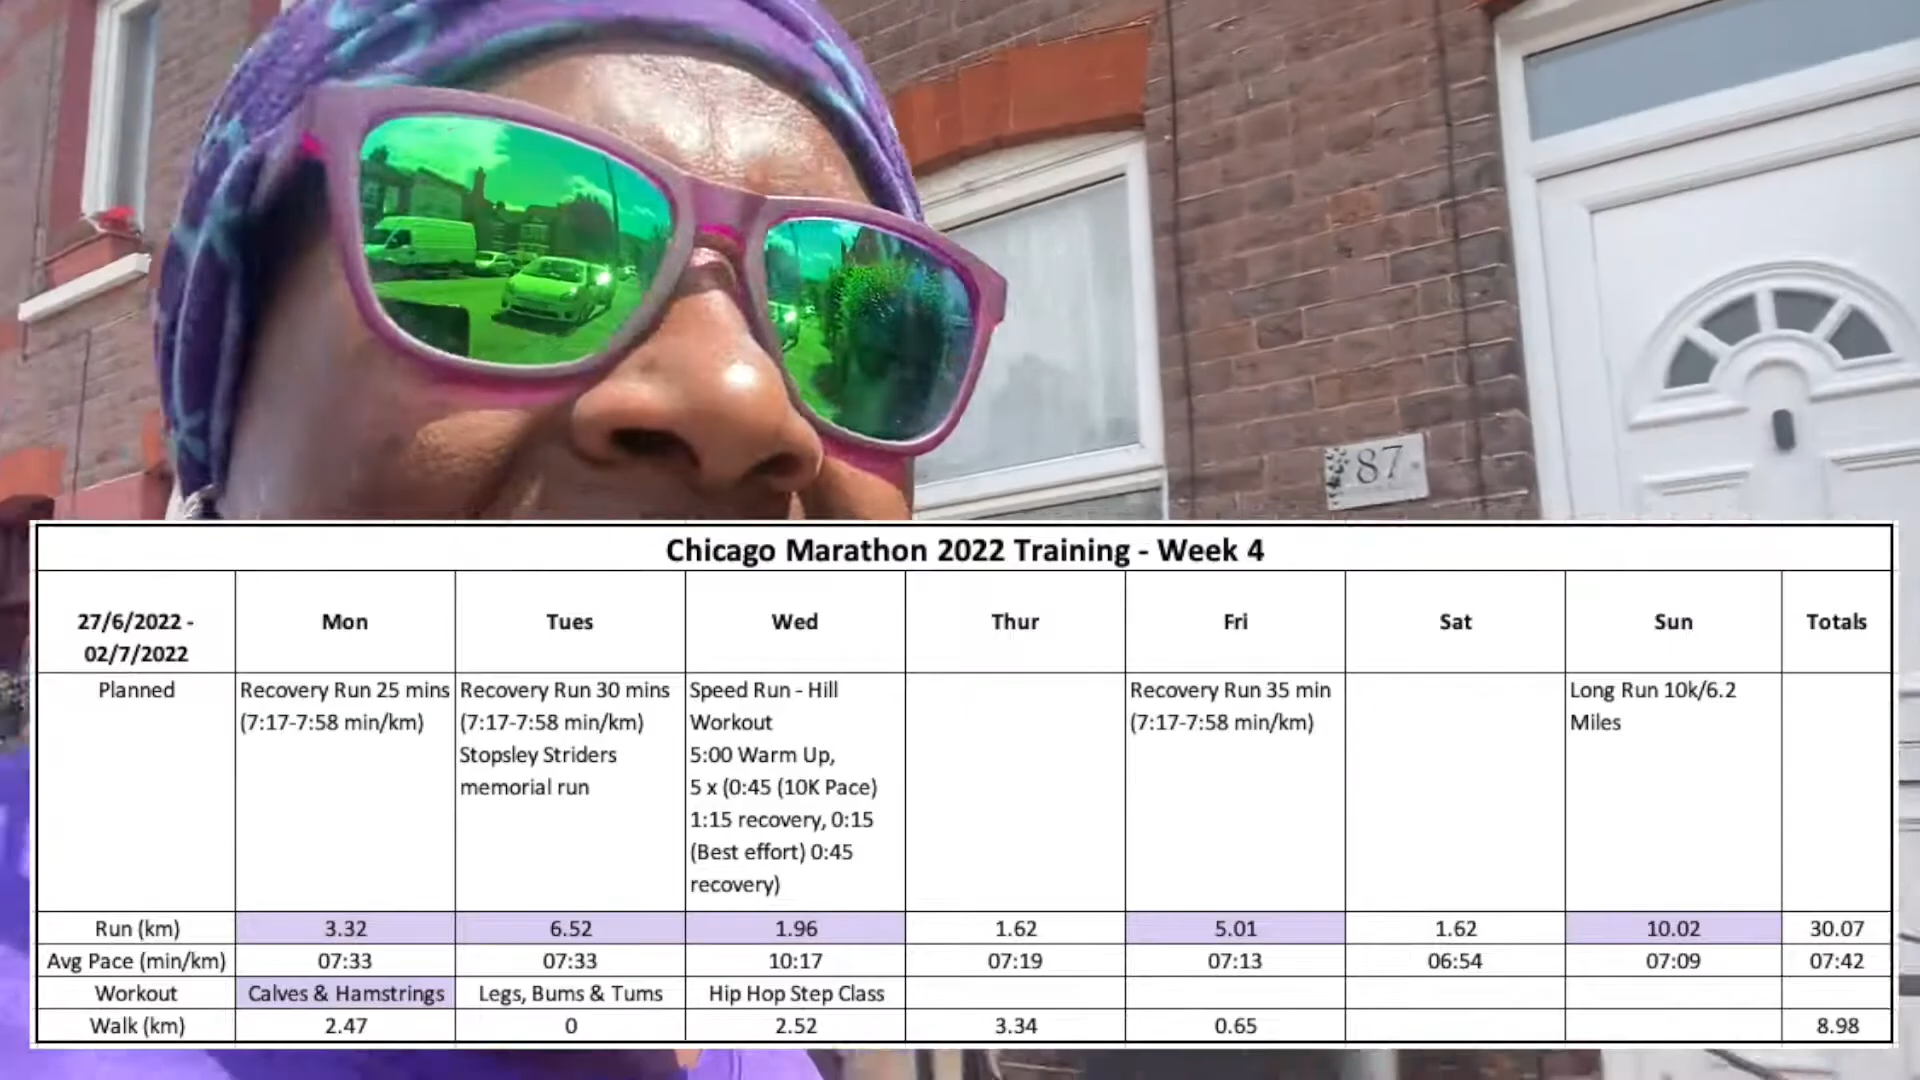 87
Chicago Marathon 2022 Training - Week 4
27/6/2022 -
02/7/2022
Mon
Tues
Wed
Thur
Fri
Sat
Sun
Totals
Planned
Recovery Run 25 mins
(7:17-7:58 min/km)
Recovery Run 30 mins
(7:17-7:58 min/km)
Stopsley Striders
memorial run
Speed Run - Hill
Workout
5:00 Warm Up,
5 x (0:45 (10K Pace)
1:15 recovery, 0:15
(Best effort) 0:45
recovery)
Recovery Run 35 min
(7:17-7:58 min/km)
Long Run 10k/6.2
Miles
Run (km)
3.32
6.52
1.96
1.62
5.01
1.62
10.02
30.07
Avg Pace (min/km)
07:33
07:33
10:17
07:19
07:13
06:54
07:09
07:42
Workout
Calves & Hamstrings
Legs, Bums & Tums
Hip Hop Step Class
Walk (km)
2.47
0
2.52
3.34
0.65
8.98